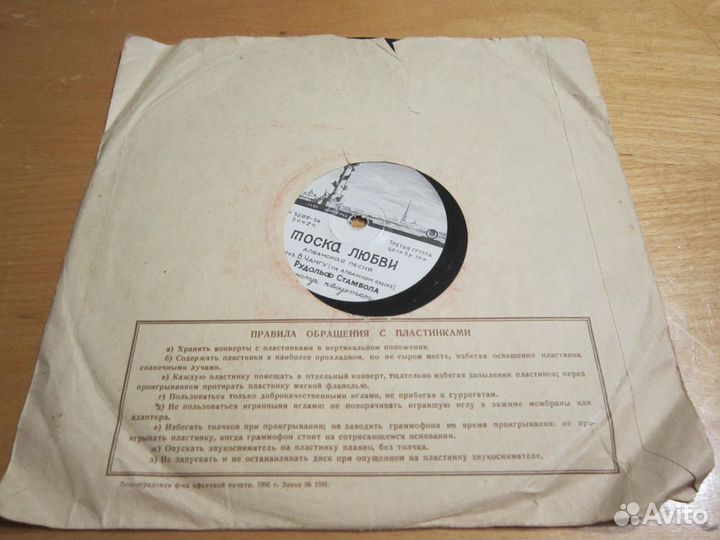 5289-56
ТРЕТЬЯ ГРУППА
ТОСКА ЛЮБВИ
АЛБАНСКАЯ ПЕСНЯ
РУДОЛЬФ СТАМБОЛА
ПРАВИЛА ОБРАЩЕНИЯ С ПЛАСТИНКАМИ
а) Хранить конверты с пластинками в вертикальном положении.
б) Содержать пластинки в наиболее прохладном, но не сыром месте, избегая освещения пластинок
солнечными лучами.
в) Каждую пластинку помещать в отдельный конверт, тщательно избегая запыления пластинок; перед
проигрыванием протирать пластинку мягкой фланелью.
г) Пользоваться только доброкачественными иглами, не прибегая к суррогатам.
д) Не пользоваться игранными иглами: не поворачивать игравшую иглу в зажиме мембраны или
адаптера.
е) Избегать толчков при проигрывании; не заводить граммофона во время проигрывания; не про-
игрывать пластинку, когда граммофон стоит на сотрясающемся основании.
ж) Опускать звукосниматель на пластинку плавно, без толчка.
з) Не запускать и не останавливать диск при опущенном на пластинку звукоснимателе.
Ленинградская ф-ка офсетной печати. 1956 г. Заказ №
Avito